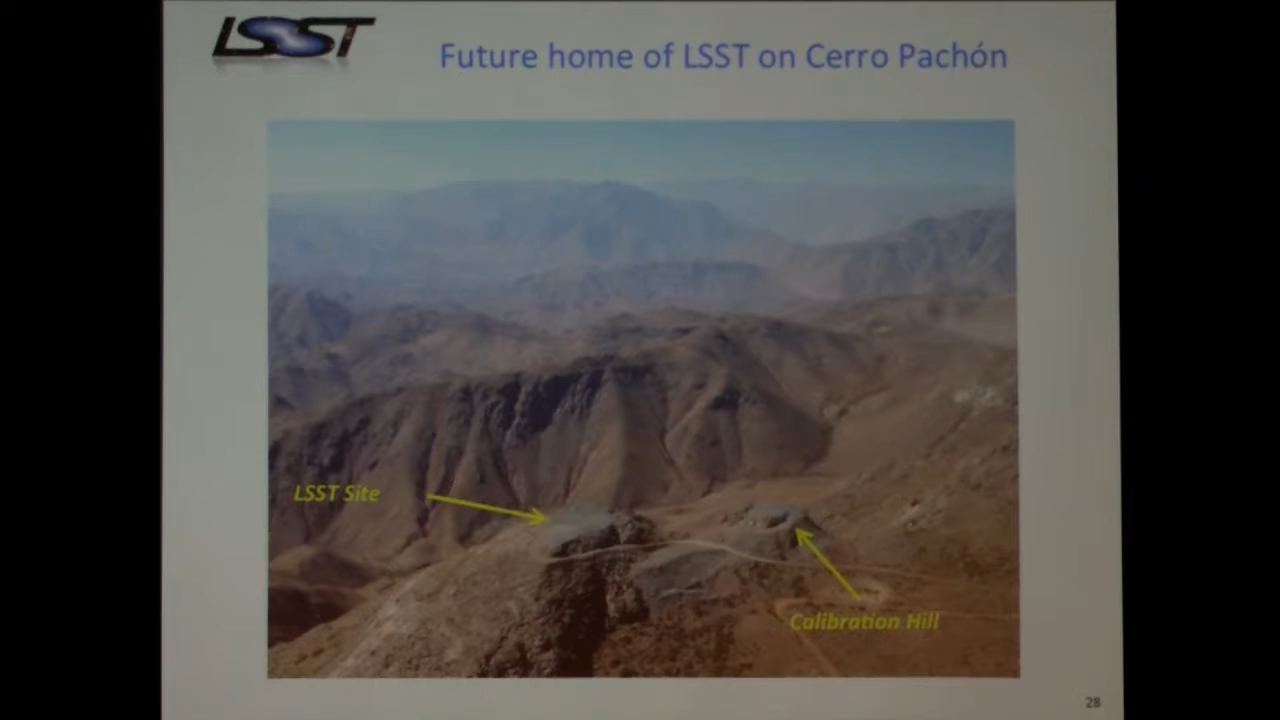 LSST
Future home of LSST on Cerro Pachón
LSST Site
Calibration Hill
28